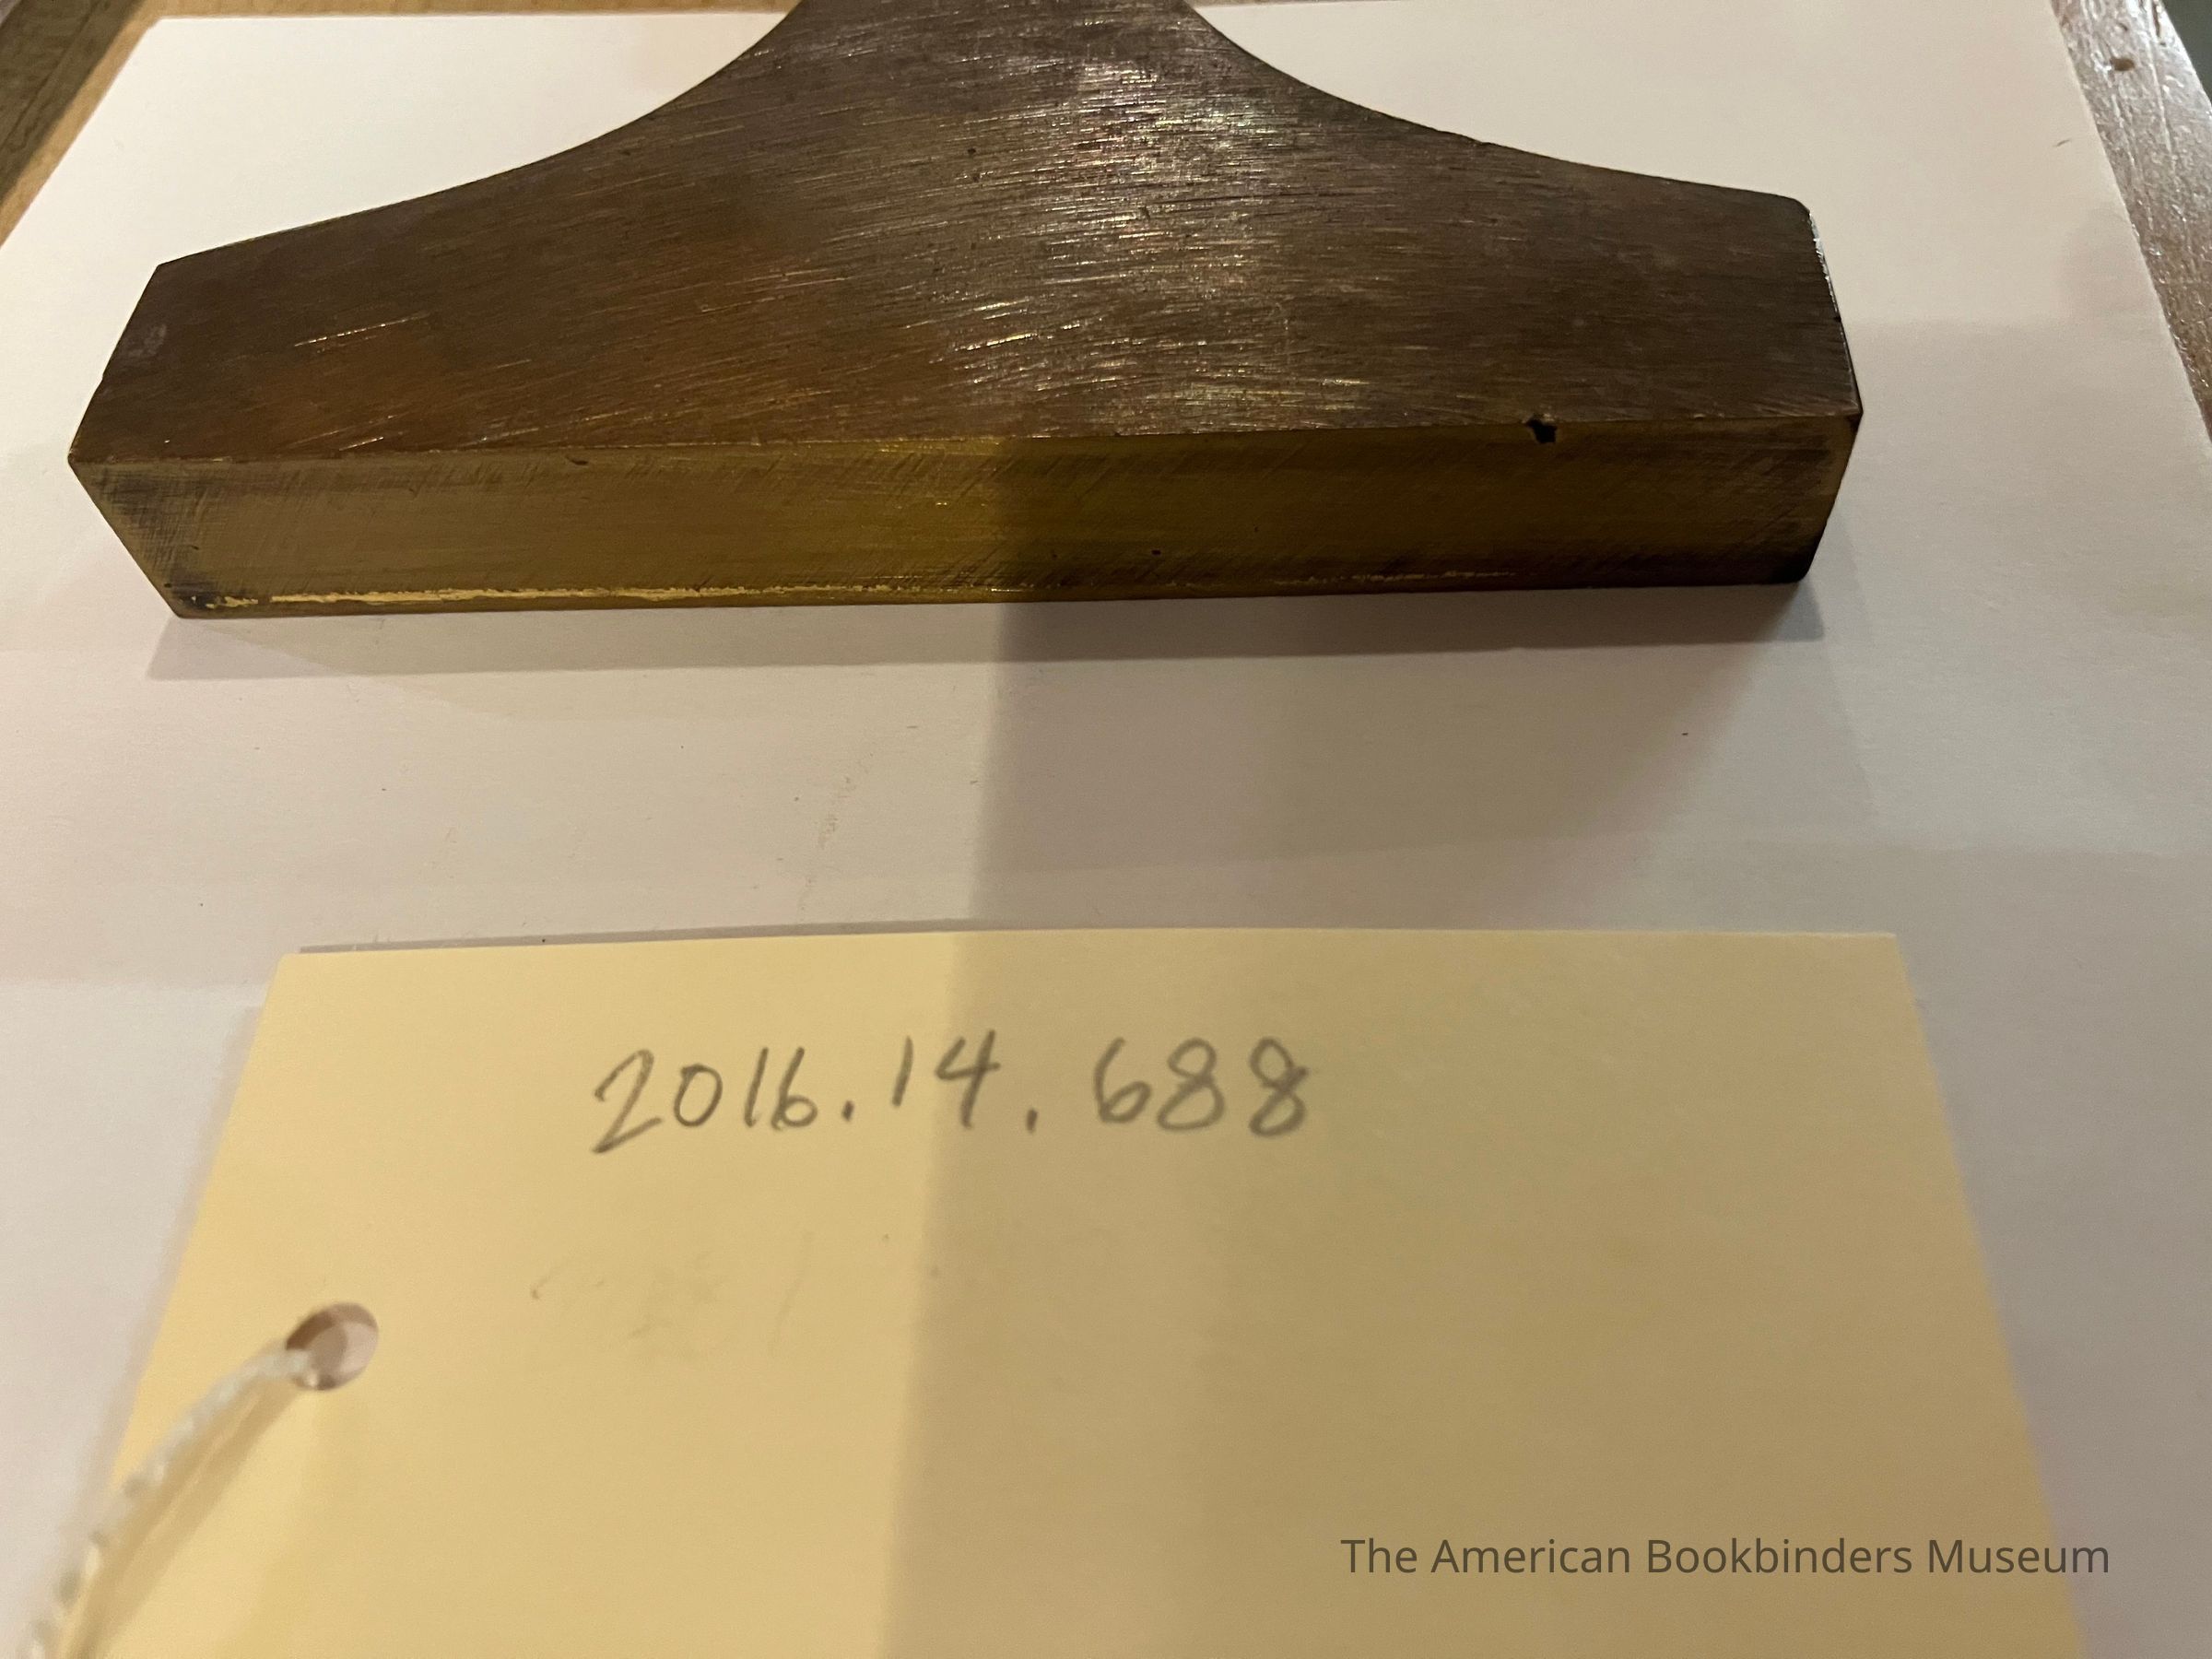 2016.14.688
The American Bookbinders Museum